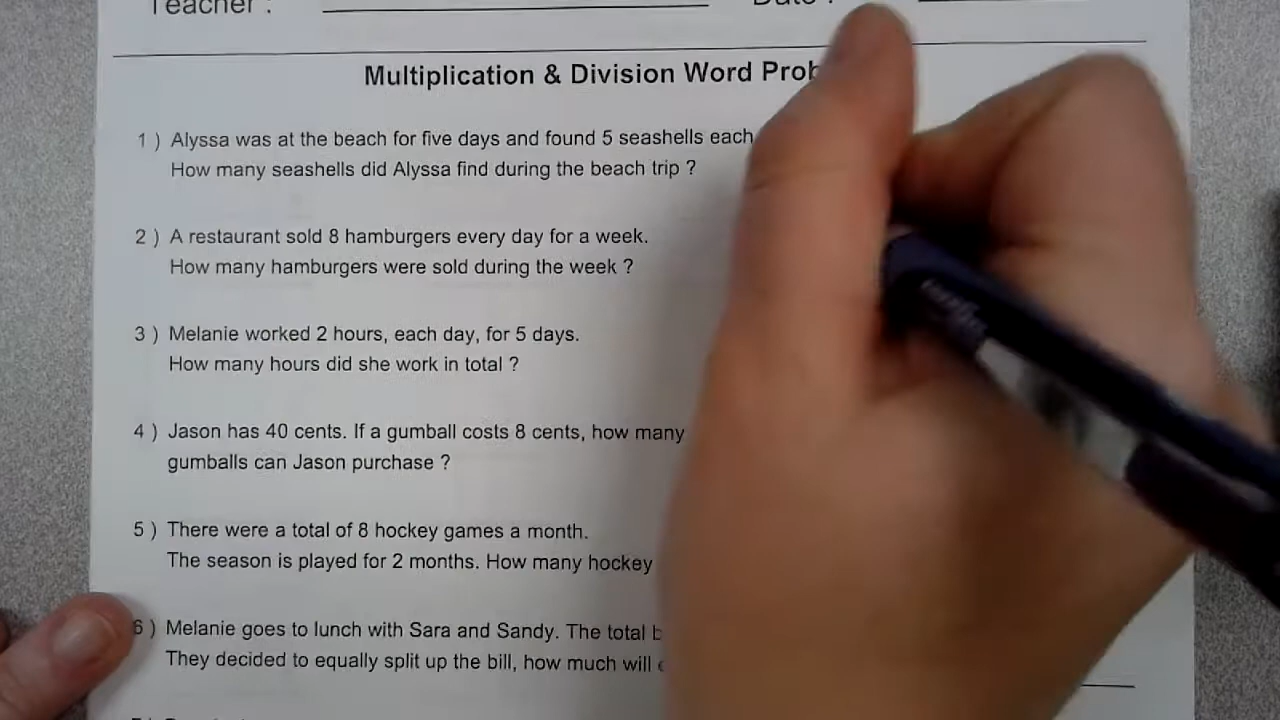 Teacher :
Multiplication & Division Word
1 ) Alyssa was at the beach for five days and found 5 seashells each
How many seashells did Alyssa find during the beach trip ?
2 ) A restaurant sold 8 hamburgers every day for a week.
How many hamburgers were sold during the week ?
3 ) Melanie worked 2 hours, each day, for 5 days.
How many hours did she work in total ?
4 ) Jason has 40 cents. If a gumball costs 8 cents, how many
gumballs can Jason purchase ?
5 ) There were a total of 8 hockey games a month.
The season is played for 2 months. How many hockey
6 ) Melanie goes to lunch with Sara and Sandy. The total
They decided to equally split up the bill, how much will